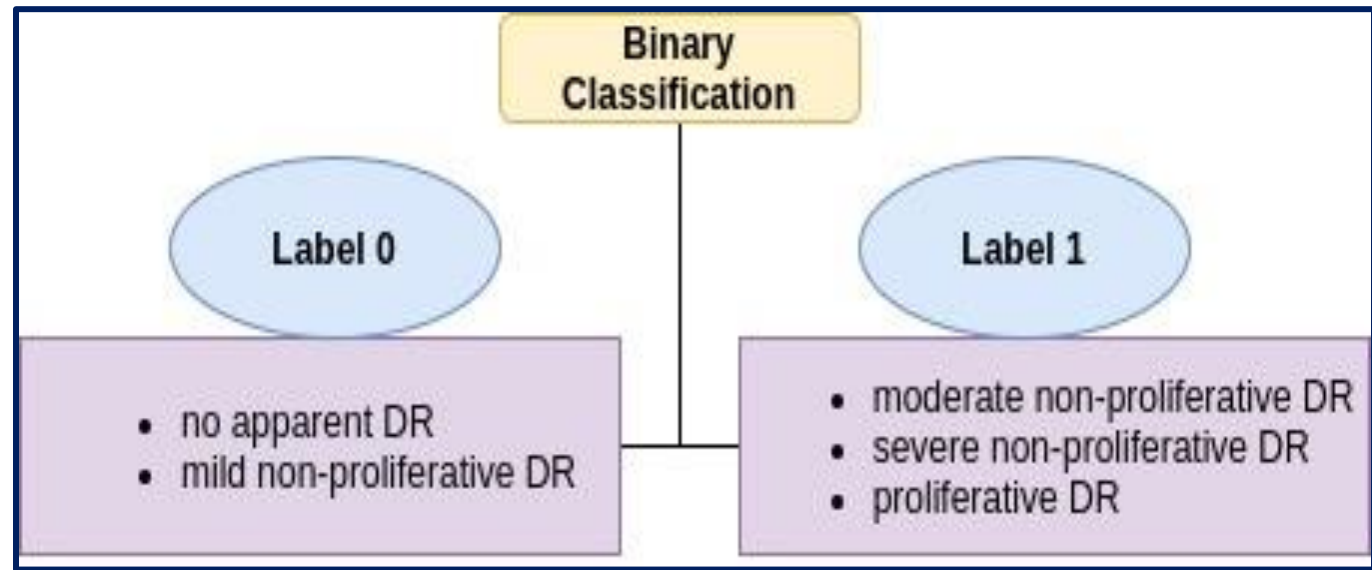 Binary
Classification
Label 0
• no apparent DR
• mild non-proliferative DR
Label 1
• moderate non-proliferative DR
• severe non-proliferative DR
• proliferative DR